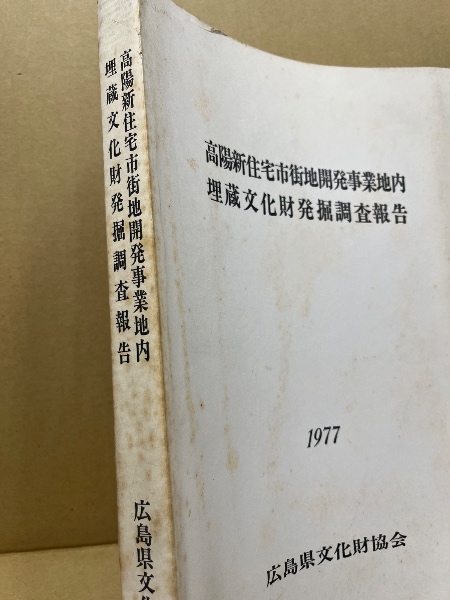 高陽新住宅市街地開発事業地内
埋蔵文化財発掘調査報告
広島県文化
高陽新住宅市街地開発事業地内
埋蔵文化財発掘調査報告
1977
広島県文化財協会